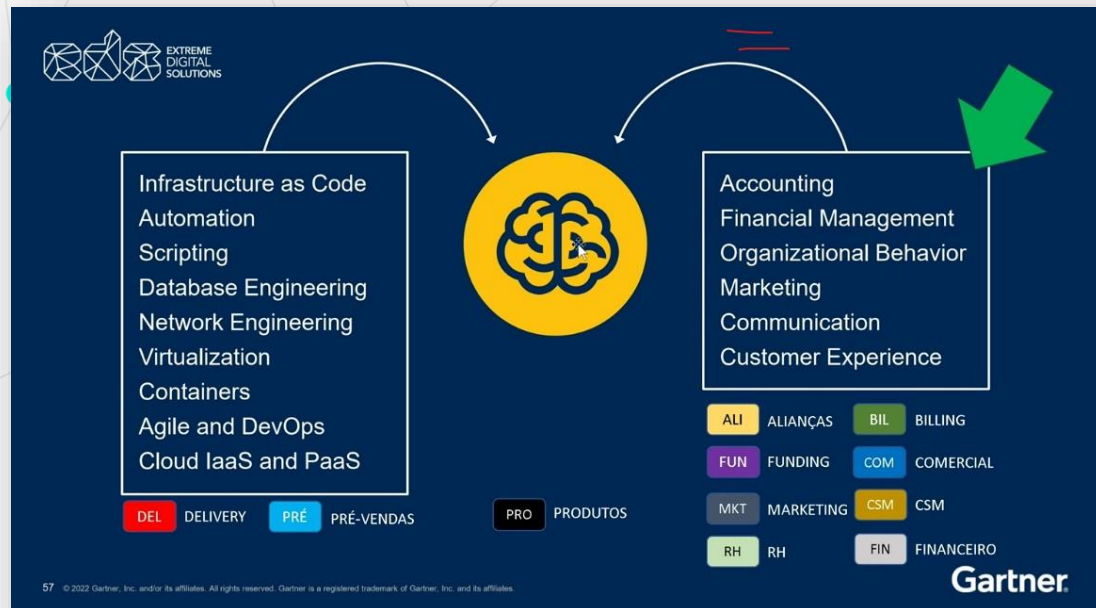 EXTREME
DIGITAL
SOLUTIONS
Infrastructure as Code
Automation
Scripting
Database Engineering
Network Engineering
Virtualization
Containers
Agile and DevOps
Cloud IaaS and PaaS
Accounting
Financial Management
Organizational Behavior
Marketing
Communication
Customer Experience
DEL DELIVERY PRÉ PRÉ-VENDAS
PRO PRODUTOS
ALI ALIANÇAS BIL BILLING
FUN FUNDING COM COMERCIAL
MKT MARKETING CSM CSM
RH RH FIN FINANCEIRO
57 © 2022 Gartner, Inc. and/or its affiliates. All rights reserved. Gartner is a registered trademark of Gartner, Inc. and its affiliates.
Gartner.